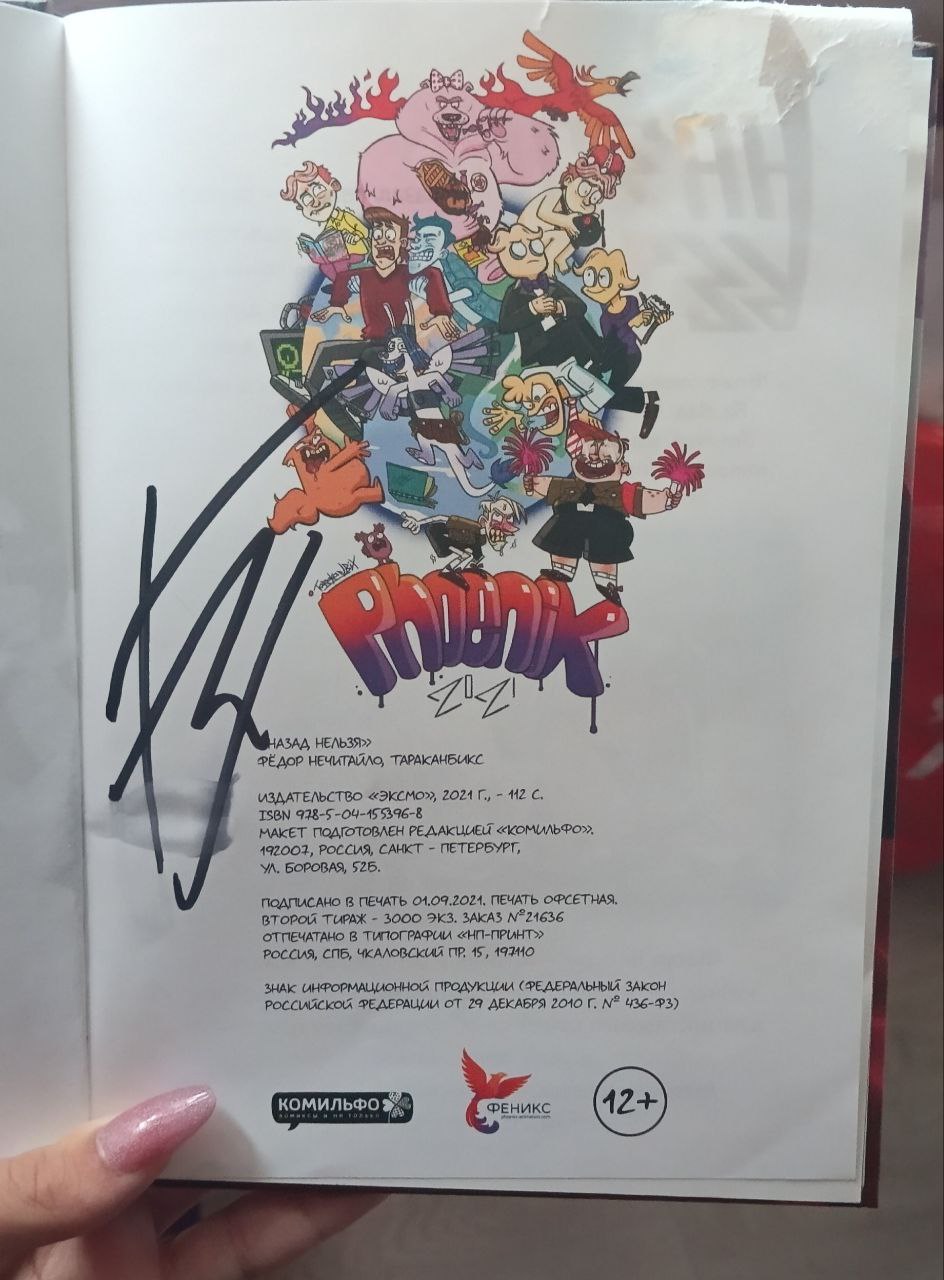 Phoenix
«НАЗАД НЕЛЬЗЯ»
ФЁДОР НЕЧИТАЙЛО, ТАРАКАНБИКС
ИЗДАТЕЛЬСТВО «ЭКСМО», 2021 Г., - 112 С.
ISBN 978-5-04-155396-8
МАКЕТ ПОДГОТОВЛЕН РЕДАКЦИЕЙ «КОМИЛЬФО».
192007, РОССИЯ, САНКТ - ПЕТЕРБУРГ,
УЛ. БОРОВАЯ, 52Б.
ПОДПИСАНО В ПЕЧАТЬ 01.09.2021. ПЕЧАТЬ ОФСЕТНАЯ.
ВТОРОЙ ТИРАЖ - 3000 ЭКЗ. ЗАКАЗ №21636
ОТПЕЧАТАНО В ТИПОГРАФИИ «НП-ПРИНТ»
РОССИЯ, СПБ, ЧКАЛОВСКИЙ ПР. 15, 197110
ЗНАК ИНФОРМАЦИОННОЙ ПРОДУКЦИИ (ФЕДЕРАЛЬНЫЙ ЗАКОН
РОССИЙСКОЙ ФЕДЕРАЦИИ ОТ 29 ДЕКАБРЯ 2010 Г. № 436-ФЗ)
КОМИЛЬФО
комиксы и не только
ФЕНИКС
12+